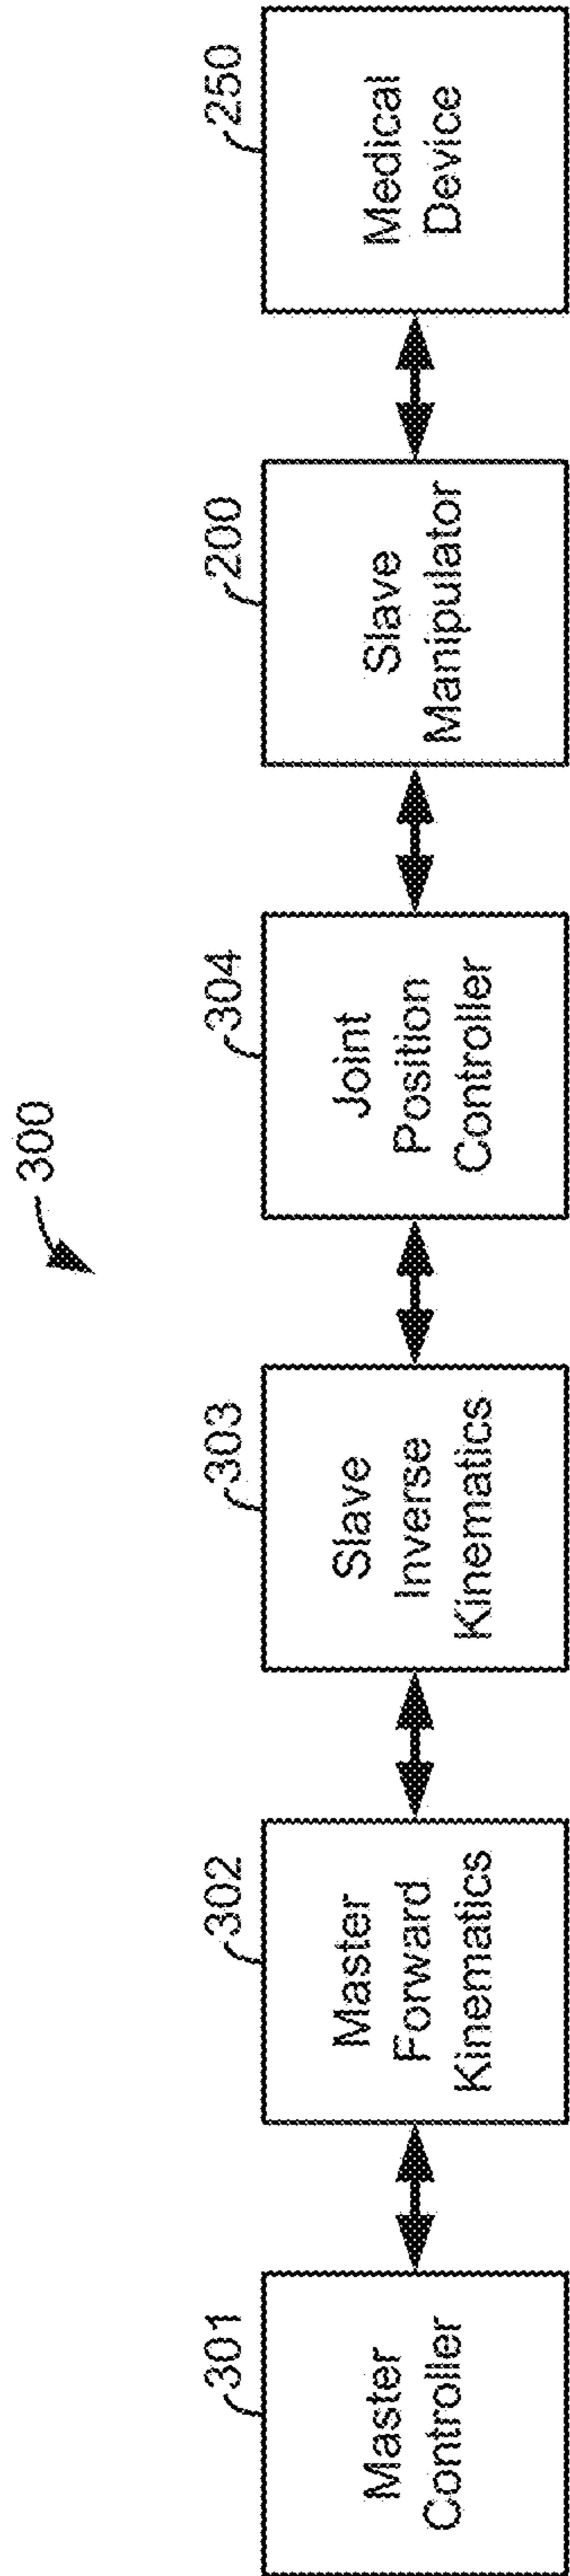 300
301
Master
Controller
302
Master
Forward
Kinematics
303
Slave
Inverse
Kinematics
304
Joint
Position
Controller
200
Slave
Manipulator
250
Medical
Device